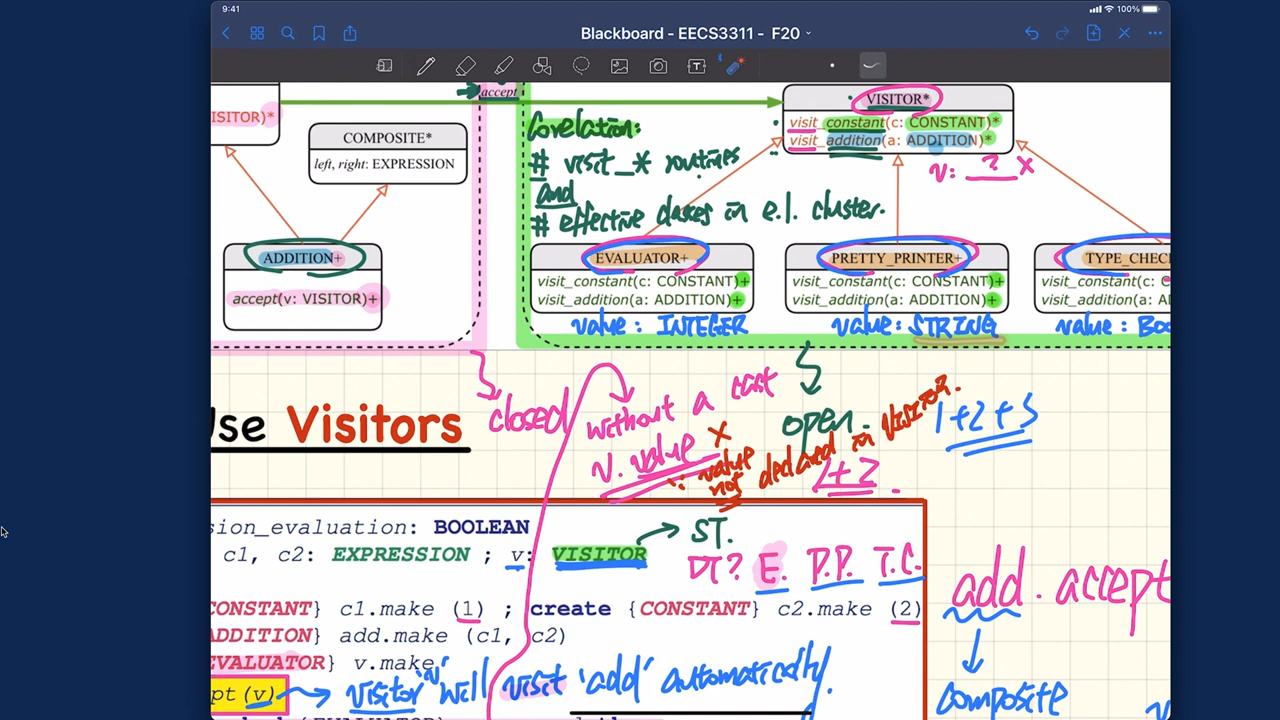 9:41
100%
Blackboard - EECS3311 - F20
accept
ISITOR)*
COMPOSITE*
left, right: EXPRESSION
ADDITION+
accept(v: VISITOR)+
VISITOR*
visit_constant(c: CONSTANT)*
visit_addition(a: ADDITION)*
v: ? X
Corelation:
# visit_* routines
and
# effective classes in e.l. cluster.
EVALUATOR+
visit_constant(c: CONSTANT)+
visit_addition(a: ADDITION)+
value: INTEGER
PRETTY_PRINTER+
visit_constant(c: CONSTANT)+
visit_addition(a: ADDITION)+
value: STRING
TYPE_CHEC
visit_constant(c: C
visit_addition(a: A
value: BOO
Use Visitors
closed
without a cast
v. value X
∵ value not declared in VISITOR.
open.
1+2
1+2+3
sion_evaluation: BOOLEAN
c1, c2: EXPRESSION ; v: VISITOR
ST.
DT? E. P.P. T.C.
CONSTANT} c1.make (1) ; create {CONSTANT} c2.make (2)
ADDITION} add.make (c1, c2)
EVALUATOR} v.make
pt (v)
visitor 'v' will visit 'add' automatically.
add. accept
composite